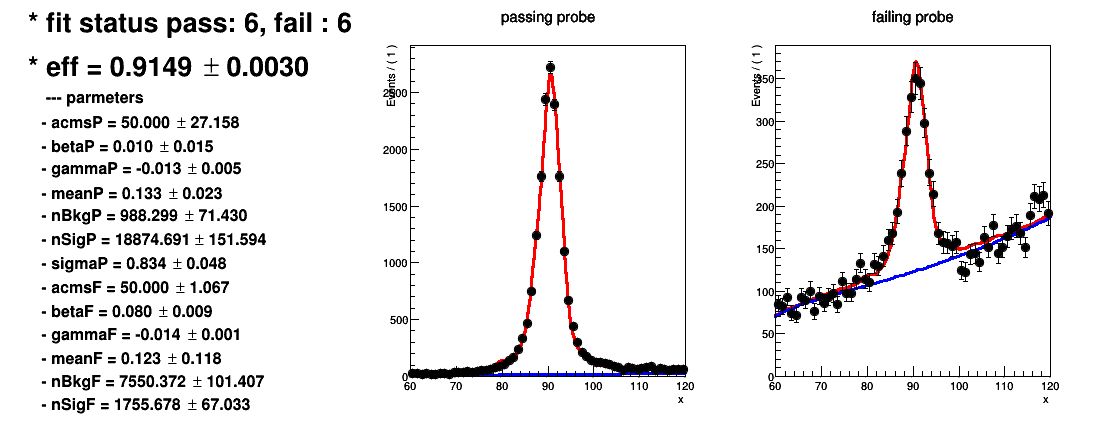 * fit status pass: 6, fail : 6
* eff = 0.9149 ± 0.0030
--- parmeters
- acmsP = 50.000 ± 27.158
- betaP = 0.010 ± 0.015
- gammaP = -0.013 ± 0.005
- meanP = 0.133 ± 0.023
- nBkgP = 988.299 ± 71.430
- nSigP = 18874.691 ± 151.594
- sigmaP = 0.834 ± 0.048
- acmsF = 50.000 ± 1.067
- betaF = 0.080 ± 0.009
- gammaF = -0.014 ± 0.001
- meanF = 0.123 ± 0.118
- nBkgF = 7550.372 ± 101.407
- nSigF = 1755.678 ± 67.033
passing probe
Events / ( 1 )
2500
2000
1500
1000
500
0
60 70 80 90 100 110 120
x
failing probe
Events / ( 1 )
350
300
250
200
150
100
50
0
60 70 80 90 100 110 120
x